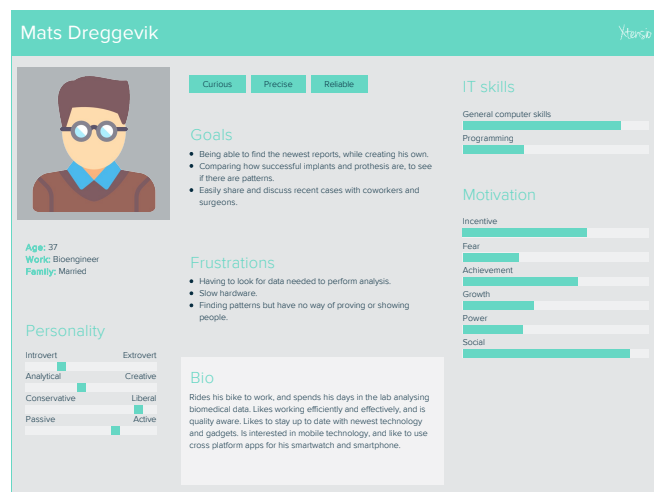 Mats Dreggevik
Xtensio
Curious
Precise
Reliable
Goals
Being able to find the newest reports, while creating his own.
Comparing how successful implants and prothesis are, to see
if there are patterns.
Easily share and discuss recent cases with coworkers and
surgeons.
Age: 37
Work: Bioengineer
Family: Married
Frustrations
Having to look for data needed to perform analysis.
Slow hardware.
Finding patterns but have no way of proving or showing
people.
Personality
Introvert Extrovert
Analytical Creative
Conservative Liberal
Passive Active
Bio
Rides his bike to work, and spends his days in the lab analysing
biomedical data. Likes working efficiently and effectively, and is
quality aware. Likes to stay up to date with newest technology
and gadgets. Is interested in mobile technology, and like to use
cross platform apps for his smartwatch and smartphone.
IT skills
General computer skills
Programming
Motivation
Incentive
Fear
Achievement
Growth
Power
Social